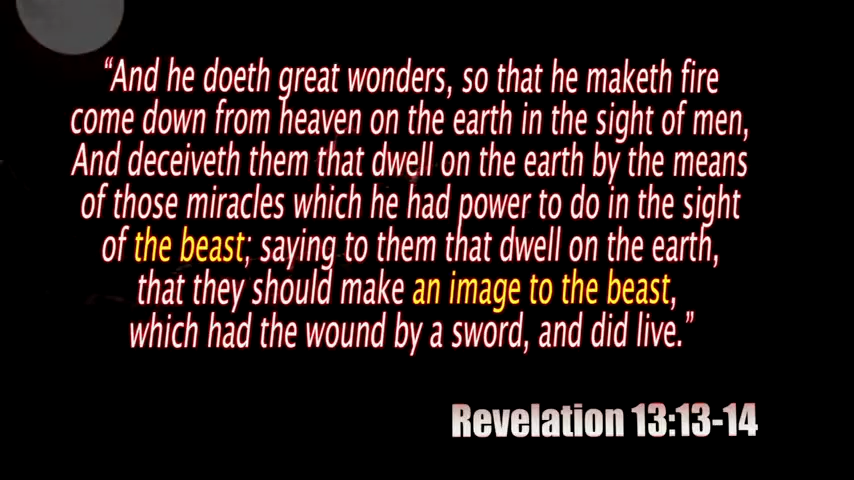 “And he doeth great wonders, so that he maketh fire
come down from heaven on the earth in the sight of men,
And deceiveth them that dwell on the earth by the means
of those miracles which he had power to do in the sight
of the beast; saying to them that dwell on the earth,
that they should make an image to the beast,
which had the wound by a sword, and did live.”
Revelation 13:13-14